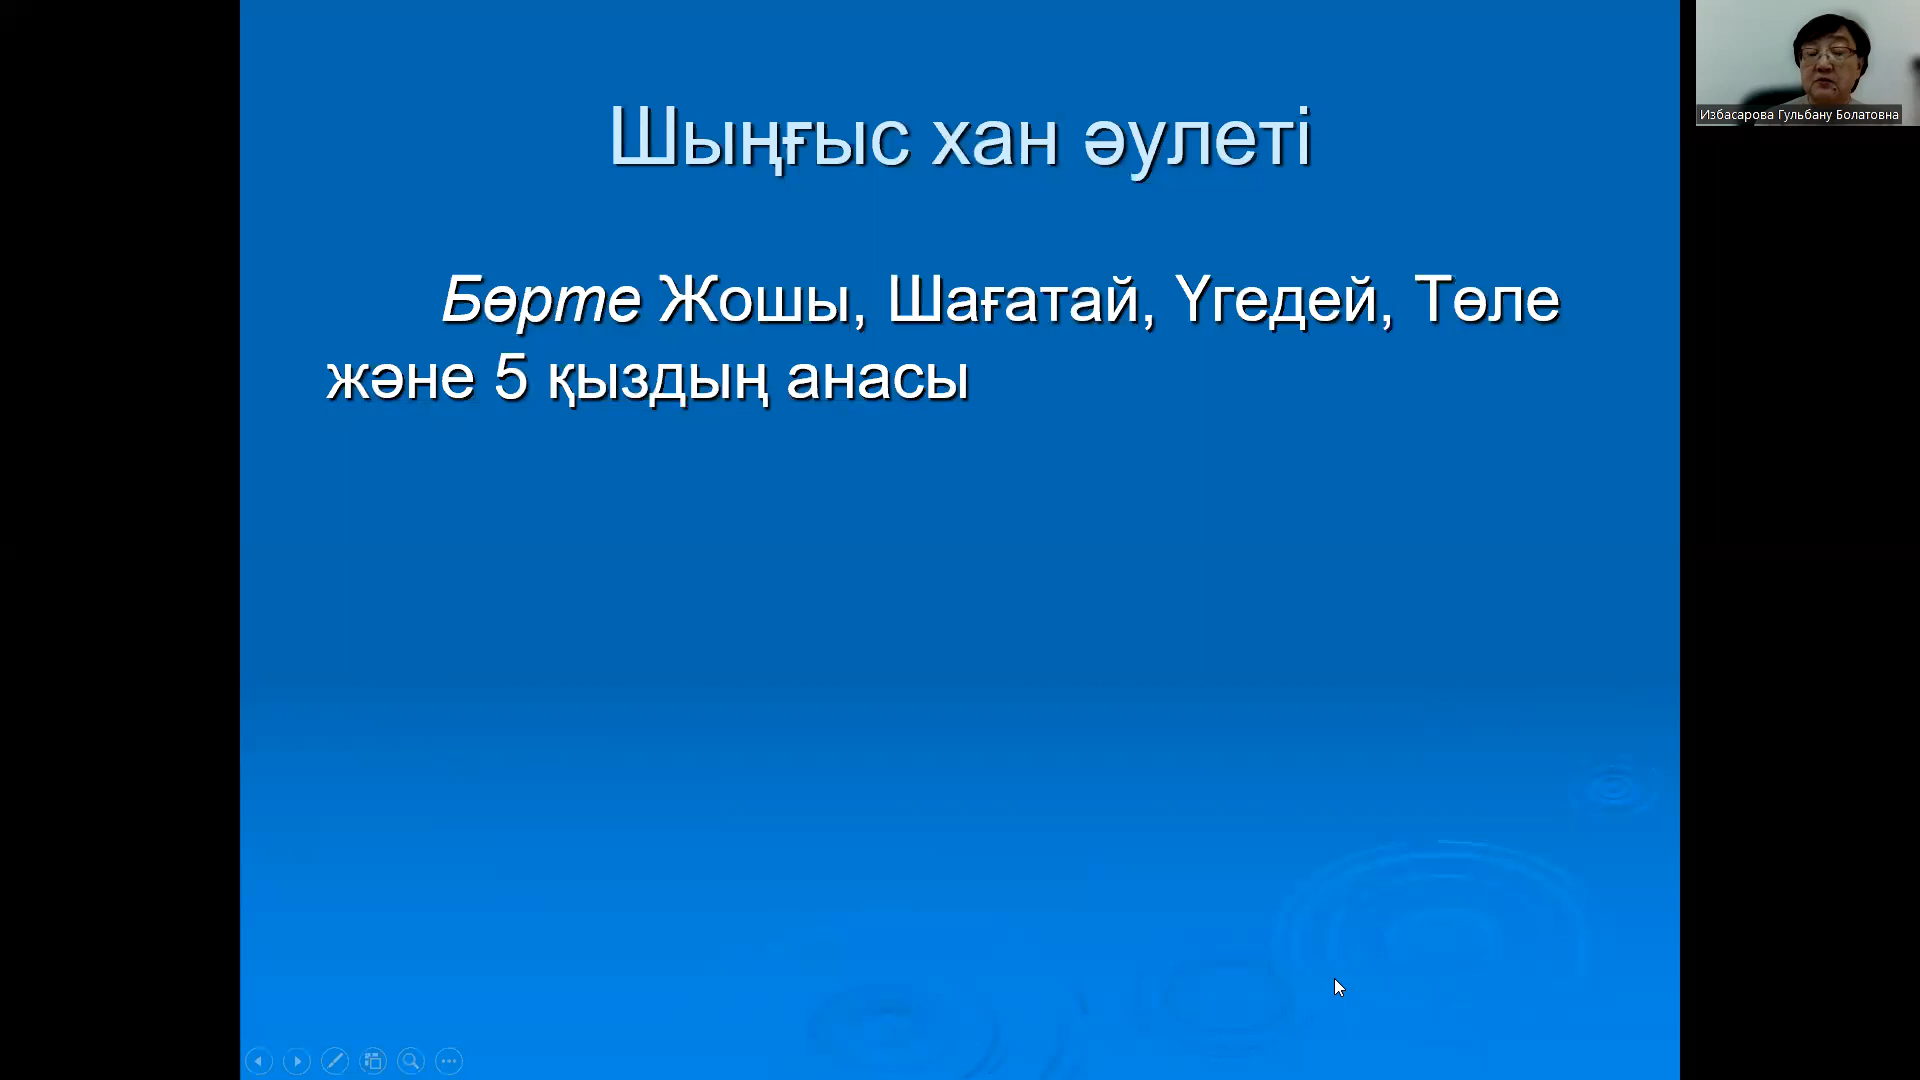 Шыңғыс хан әулеті
Бөрте Жошы, Шағатай, Үгедей, Төле
және 5 қыздың анасы
Избасарова Гульбану Болатовна